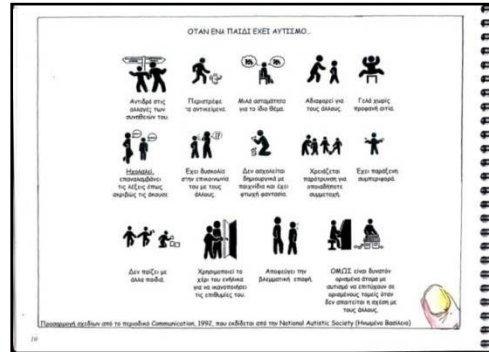 ΟΤΑΝ ΕΝΑ ΠΑΙΔΙ ΕΧΕΙ ΑΥΤΙΣΜΟ...
Αντιδρά στις
αλλαγές των
συνηθειών του.
Περιστρέφει
τα αντικείμενα.
Μιλά ασταμάτητα
για το ίδιο θέμα.
Αδιαφορεί για
τους άλλους.
Γελά χωρίς
προφανή αιτία.
Ηχολαλεί,
επαναλαμβάνει
τις λέξεις όπως
ακριβώς τις άκουσε
Έχει δυσκολία
στην επικοινωνία
του με τους
άλλους.
Δεν ασχολείται
δημιουργικά με
παιχνίδια και έχει
φτωχή φαντασία.
Χρειάζεται
παρότρυνση για
οποιαδήποτε
συμμετοχή.
Έχει παράξενη
συμπεριφορά.
Δεν παίζει με
άλλα παιδιά.
Χρησιμοποιεί το
χέρι του ενήλικα
για να ικανοποιήσει
τις επιθυμίες του.
Αποφεύγει την
βλεμματική επαφή.
ΟΜΩΣ είναι δυνατόν
ορισμένα άτομα με
αυτισμό να επιτύχουν σε
ορισμένους τομείς όταν
δεν απαιτείται η σχέση με
τους άλλους.
Προσαρμογή σχεδίων από το περιοδικό Communication, 1992, που εκδίδεται από την National Autistic Society (Ηνωμένο Βασίλειο)
10